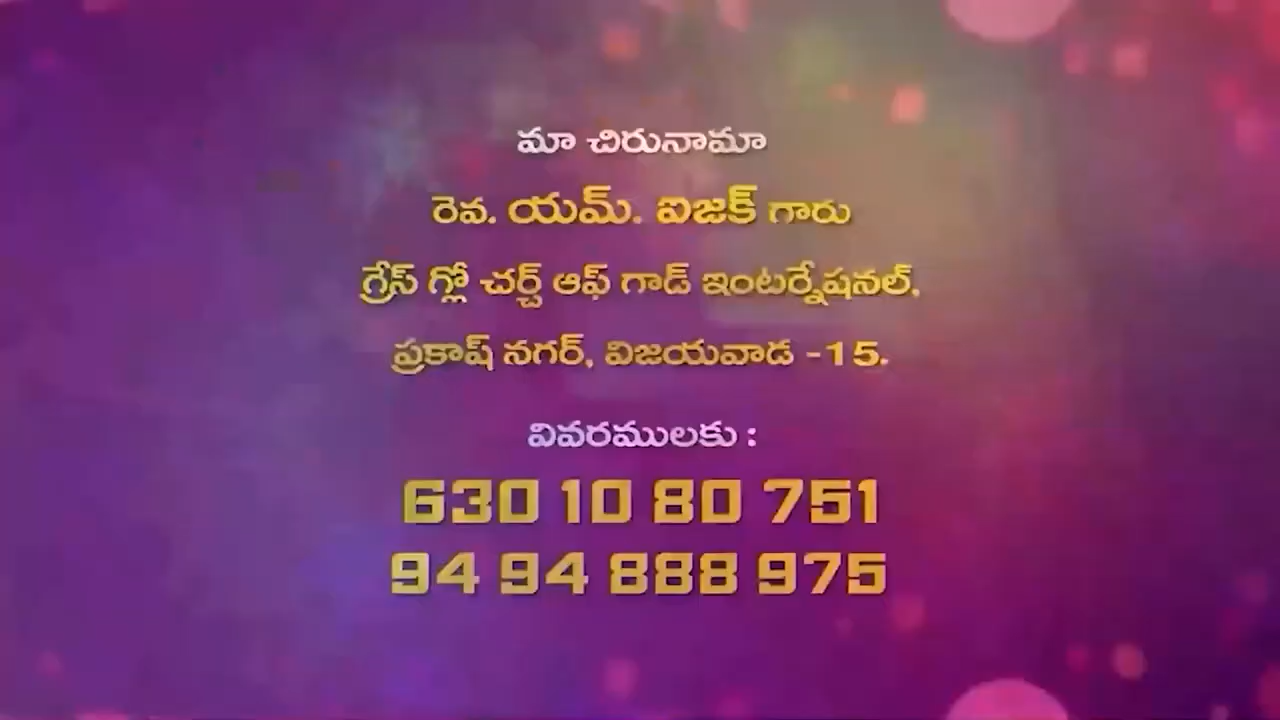 మా చిరునామా
రెవ. యమ్. ఐజక్ గారు
గ్రేస్ గ్లో చర్చ్ ఆఫ్ గాడ్ ఇంటర్నేషనల్,
ప్రకాష్ నగర్, విజయవాడ -15.
వివరములకు :
630 10 80 751
94 94 888 975